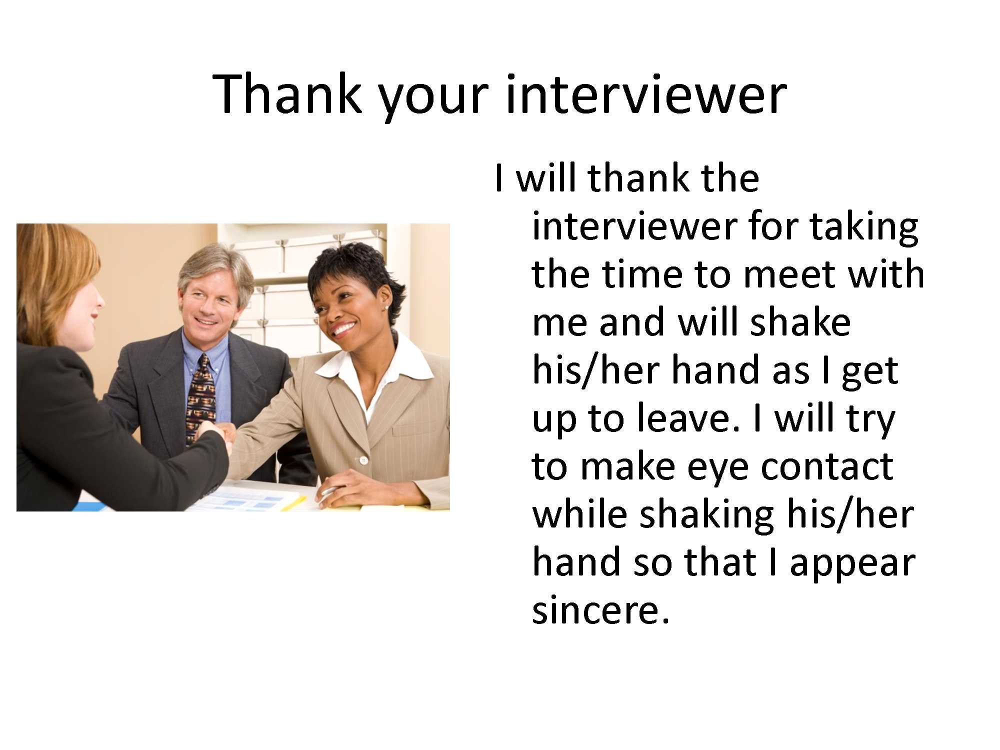 Thank your interviewer
I will thank the
interviewer for taking
the time to meet with
me and will shake
his/her hand as I get
up to leave. I will try
to make eye contact
while shaking his/her
hand so that I appear
sincere.